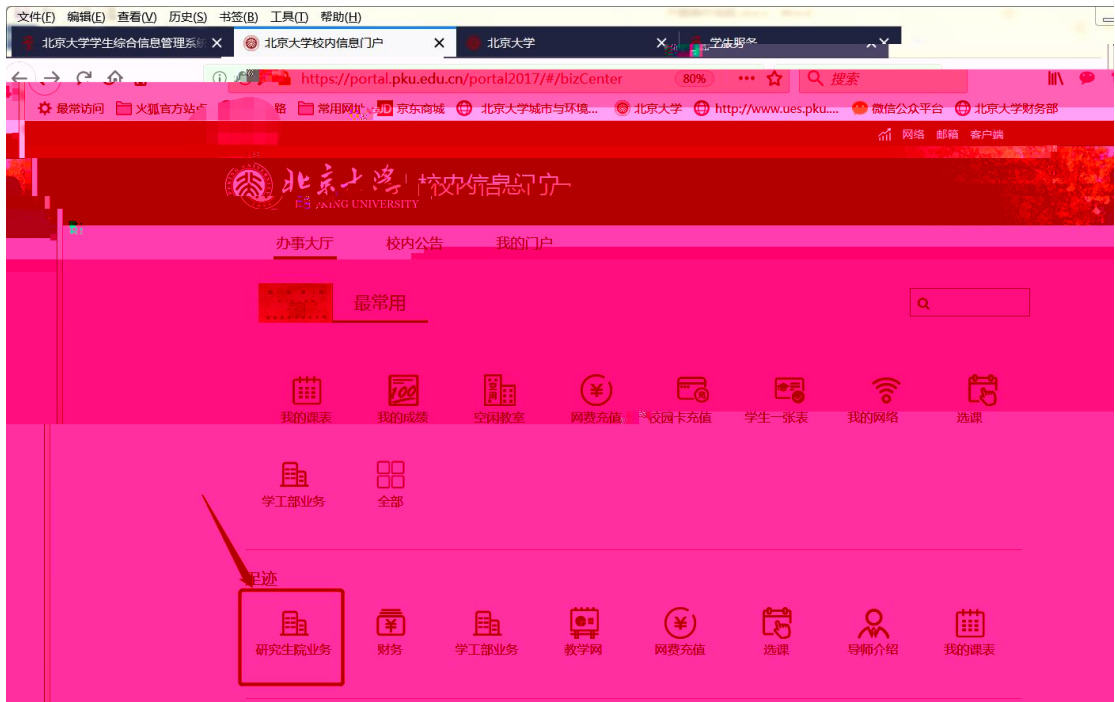 文件(F) 编辑(E) 查看(V) 历史(S) 书签(B) 工具(T) 帮助(H)
北京大学学生综合信息管理系统 北京大学校内信息门户 北京大学 学生
https://portal.pku.edu.cn/portal2017/#/bizCenter 80% 搜索
最常访问 火狐官方站点 常用网址 JD 京东商城 北京大学城市与环境... 北京大学 http://www.ues.pku.... 微信公众平台 北京大学财务部
网络 邮箱 客户端
北京大学 校内信息门户
PEKING UNIVERSITY
办事大厅 校内公告 我的门户
最常用
100
我的课表 我的成绩 空闲教室 网费充值 校园卡充值 学生一张表 我的网络 选课
学工部业务 全部
足迹
研究生院业务 财务 学工部业务 教学网 网费充值 选课 导师介绍 我的课表